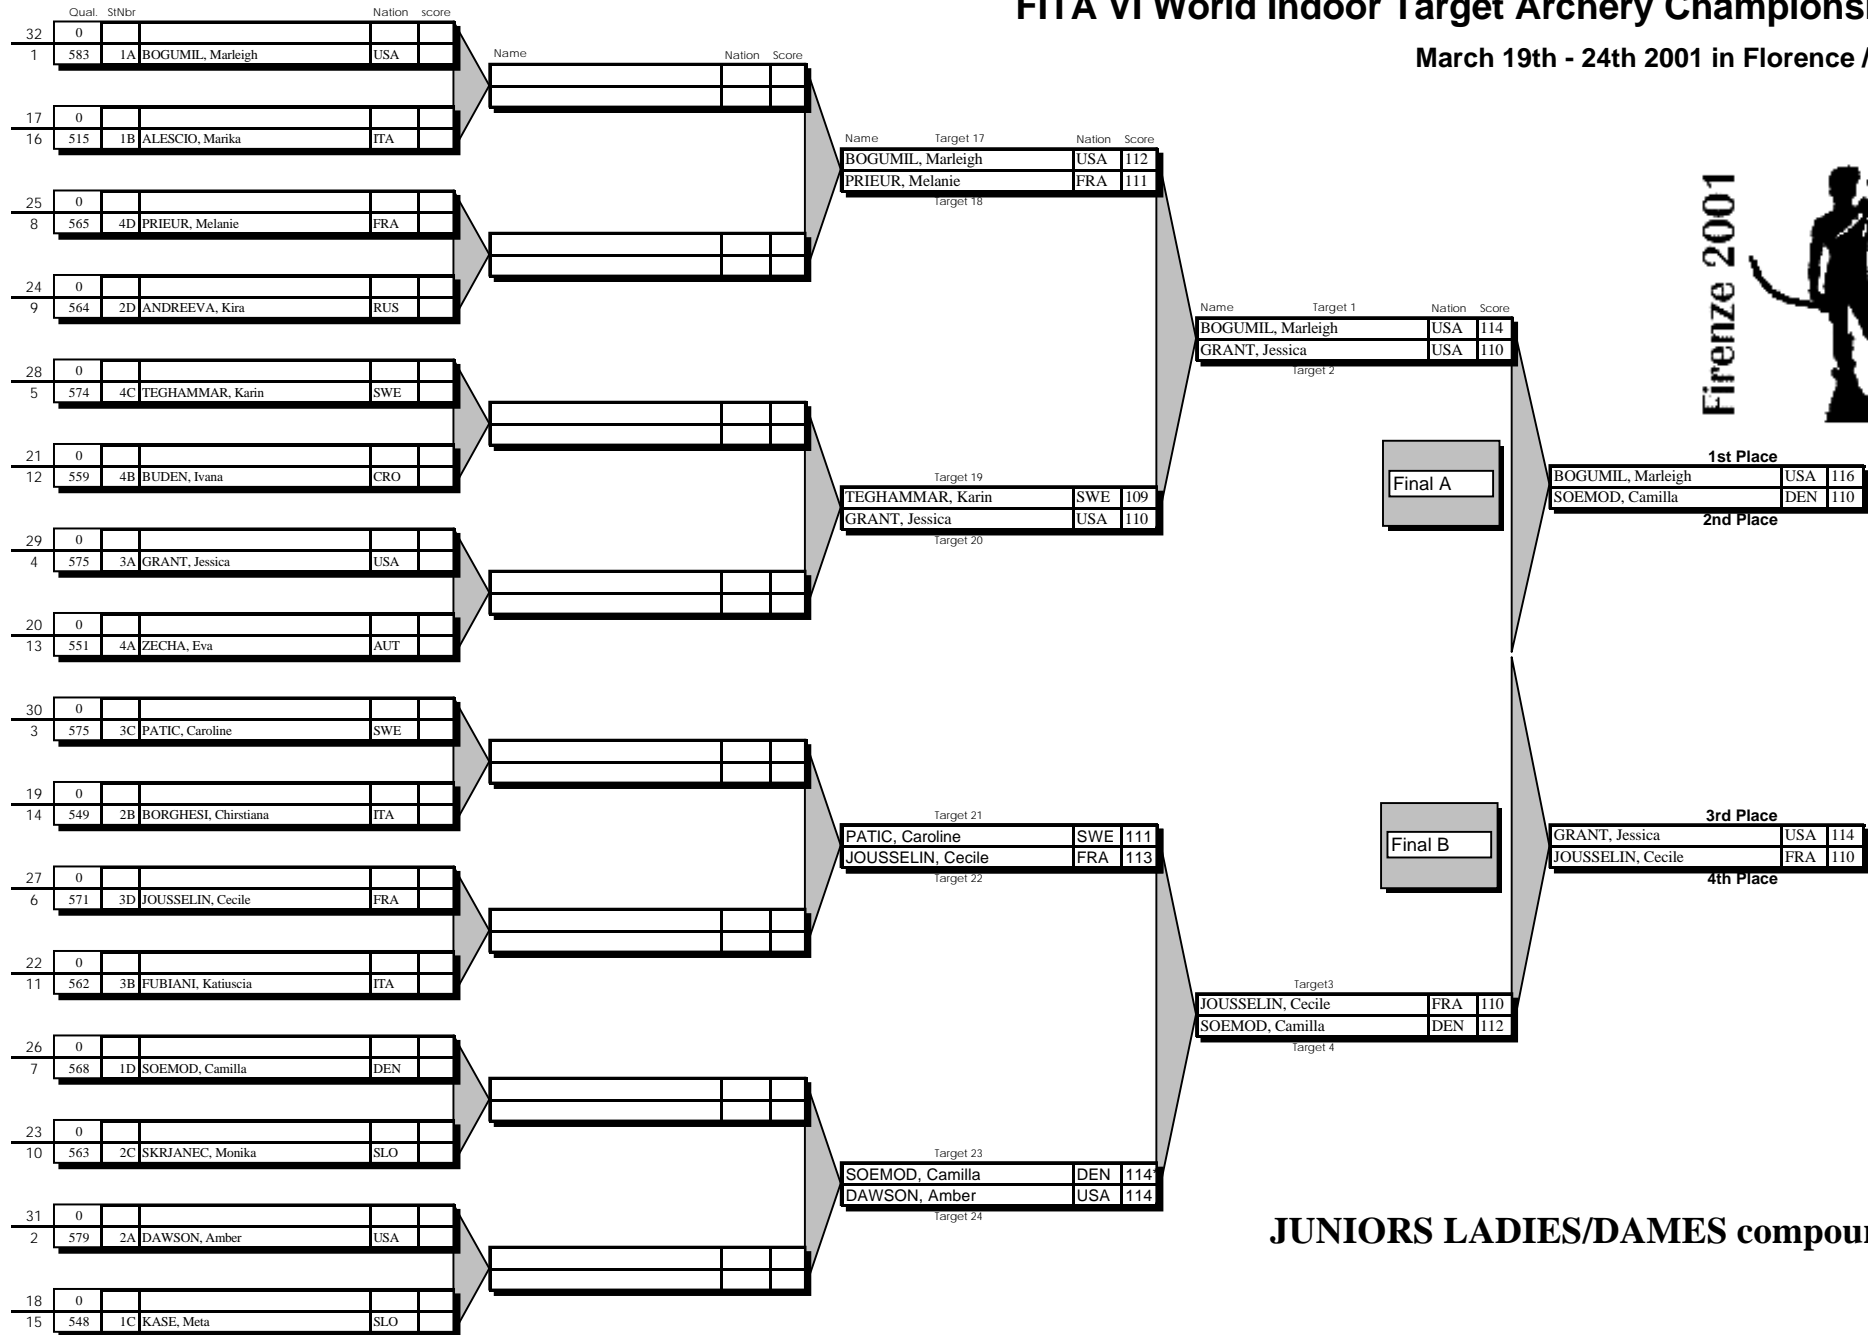 FITA VI World Indoor Target Archery
March 19th - 24th 2001 in Florence /
Firenze 2001
Qual. StNbr Nation score
32 0
1 583 1A BOGUMIL, Marleigh USA
17 0
16 515 1B ALESCIO, Marika ITA
25 0
8 565 4D PRIEUR, Melanie FRA
24 0
9 564 2D ANDREEVA, Kira RUS
28 0
5 574 4C TEGHAMMAR, Karin SWE
21 0
12 559 4B BUDEN, Ivana CRO
29 0
4 575 3A GRANT, Jessica USA
20 0
13 551 4A ZECHA, Eva AUT
30 0
3 575 3C PATIC, Caroline SWE
19 0
14 549 2B BORGHESI, Chirstiana ITA
27 0
6 571 3D JOUSSELIN, Cecile FRA
22 0
11 562 3B FUBIANI, Katiuscia ITA
26 0
7 568 1D SOEMOD, Camilla DEN
23 0
10 563 2C SKRJANEC, Monika SLO
31 0
2 579 2A DAWSON, Amber USA
18 0
15 548 1C KASE, Meta SLO
Name Nation Score
Name Target 17 Nation Score
BOGUMIL, Marleigh USA 112
PRIEUR, Melanie FRA 111
Target 18
Target 19
TEGHAMMAR, Karin SWE 109
GRANT, Jessica USA 110
Target 20
Target 21
PATIC, Caroline SWE 111
JOUSSELIN, Cecile FRA 113
Target 22
Target 23
SOEMOD, Camilla DEN 114*
DAWSON, Amber USA 114
Target 24
Name Target 1 Nation Score
BOGUMIL, Marleigh USA 114
GRANT, Jessica USA 110
Target 2
Target3
JOUSSELIN, Cecile FRA 110
SOEMOD, Camilla DEN 112
Target 4
Final A
1st Place
BOGUMIL, Marleigh USA 116
SOEMOD, Camilla DEN 110
2nd Place
Final B
3rd Place
GRANT, Jessica USA 114
JOUSSELIN, Cecile FRA 110
4th Place
JUNIORS LADIES/DAMES